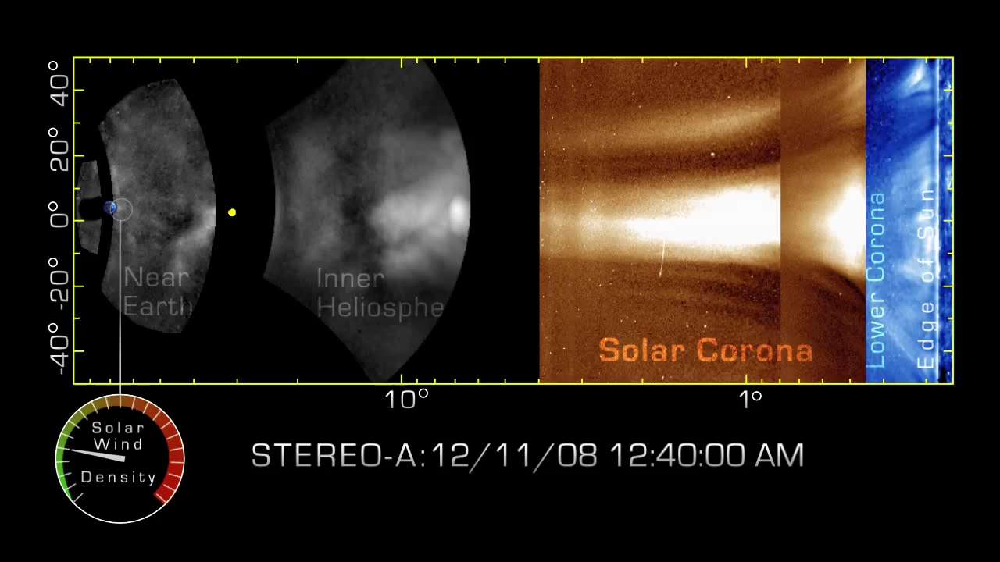 40°
20°
0°
-20°
-40°
Near
Earth
Inner
Heliosphe
Solar Corona
Lower Corona
Edge of Sun
10°
1°
Solar
Wind
Density
STEREO-A:12/11/08 12:40:00 AM